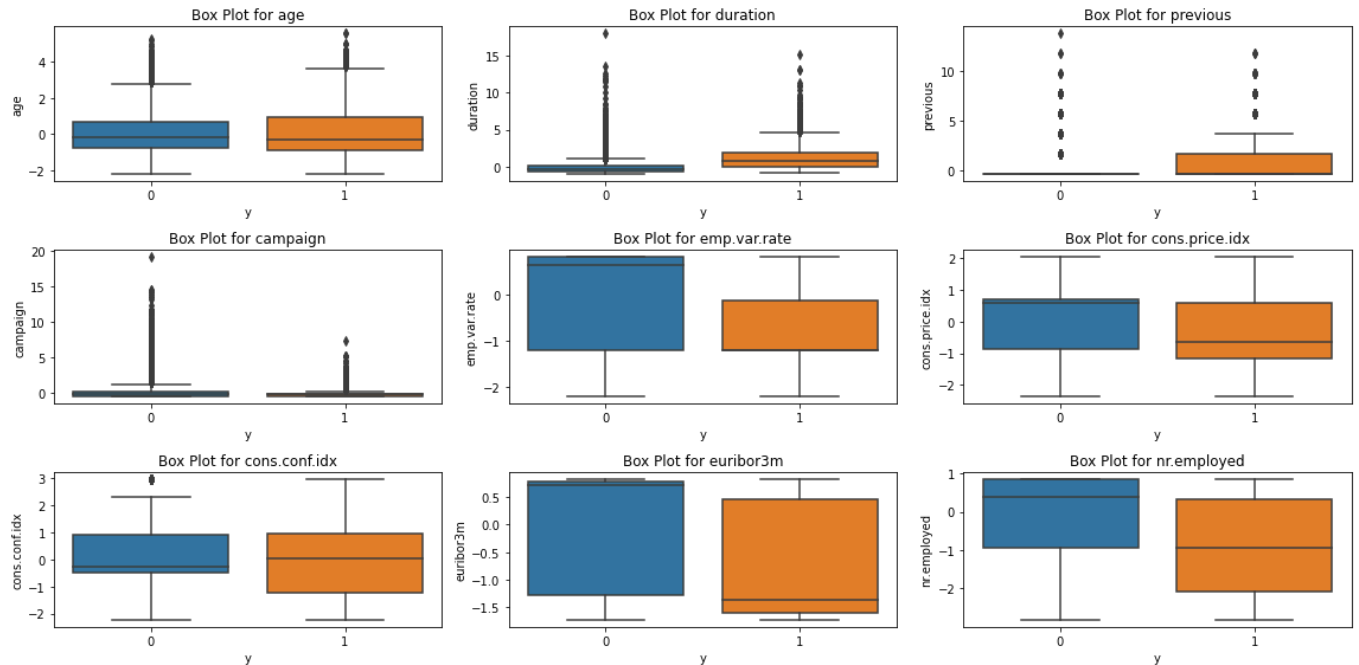 Box Plot for age
age
4
2
0
−2
0
1
y
Box Plot for duration
duration
15
10
5
0
0
1
y
Box Plot for previous
previous
10
5
0
0
1
y
Box Plot for campaign
campaign
20
15
10
5
0
0
1
y
Box Plot for emp.var.rate
emp.var.rate
0
−1
−2
0
1
y
Box Plot for cons.price.idx
cons.price.idx
2
1
0
−1
−2
0
1
y
Box Plot for cons.conf.idx
cons.conf.idx
3
2
1
0
−1
−2
0
1
y
Box Plot for euribor3m
euribor3m
0.5
0.0
−0.5
−1.0
−1.5
0
1
y
Box Plot for nr.employed
nr.employed
1
0
−1
−2
0
1
y